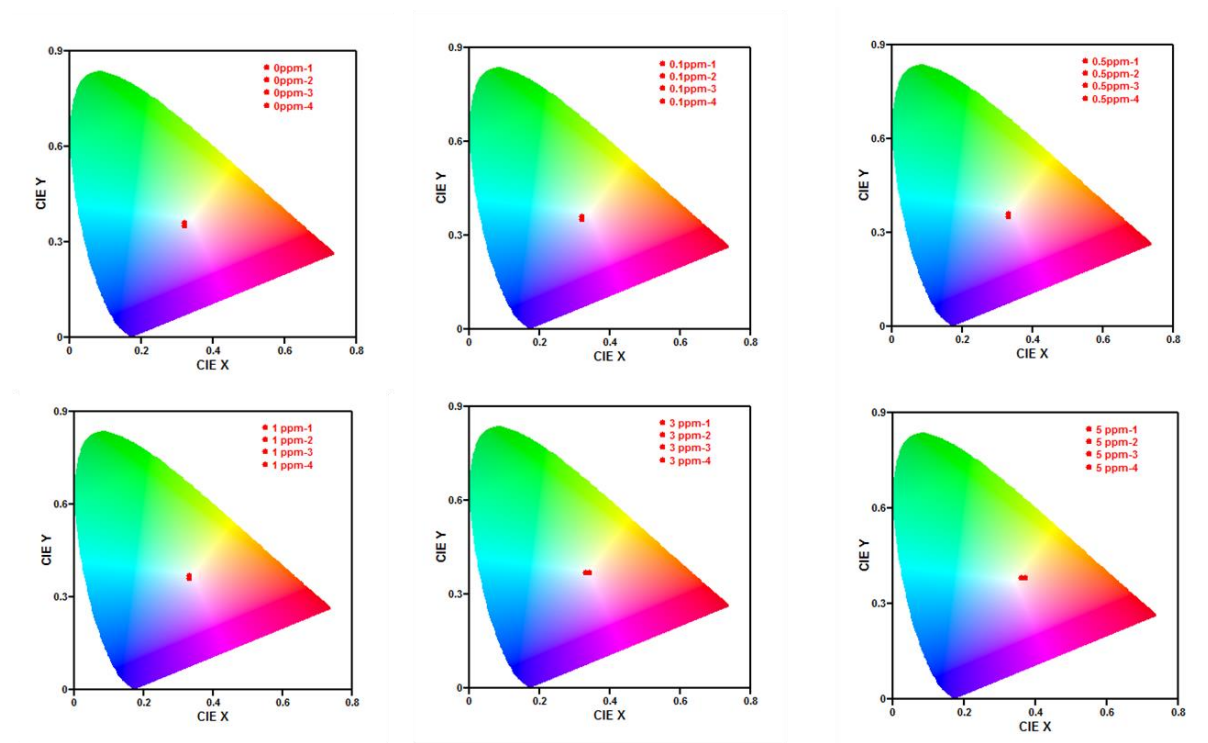 0.9
0ppm-1
0ppm-2
0ppm-3
0ppm-4
0.6
CIE Y
0.3
0
0 0.2 0.4 0.6 0.8
CIE X
0.9
0.1ppm-1
0.1ppm-2
0.1ppm-3
0.1ppm-4
0.6
CIE Y
0.3
0
0 0.2 0.4 0.6 0.8
CIE X
0.9
0.5ppm-1
0.5ppm-2
0.5ppm-3
0.5ppm-4
0.6
CIE Y
0.3
0
0 0.2 0.4 0.6 0.8
CIE X
0.9
1 ppm-1
1 ppm-2
1 ppm-3
1 ppm-4
0.6
CIE Y
0.3
0
0 0.2 0.4 0.6 0.8
CIE X
0.9
3 ppm-1
3 ppm-2
3 ppm-3
3 ppm-4
0.6
CIE Y
0.3
0
0 0.2 0.4 0.6 0.8
CIE X
0.9
5 ppm-1
5 ppm-2
5 ppm-3
5 ppm-4
0.6
CIE Y
0.3
0
0 0.2 0.4 0.6 0.8
CIE X